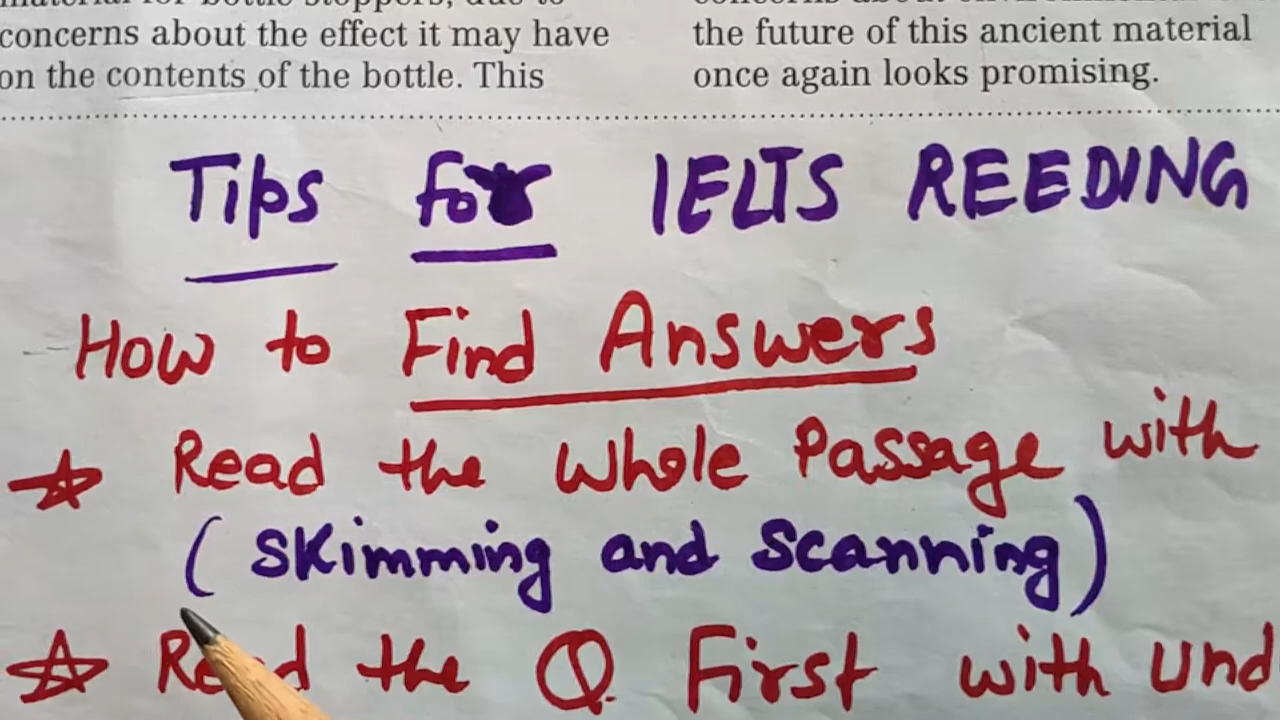 concerns about the effect it may have
on the contents of the bottle. This
the future of this ancient material
once again looks promising.
Tips for IELTS REEDING
How to Find Answers
Read the Whole Passage with
(Skimming and Scanning)
Read the Q First with Und